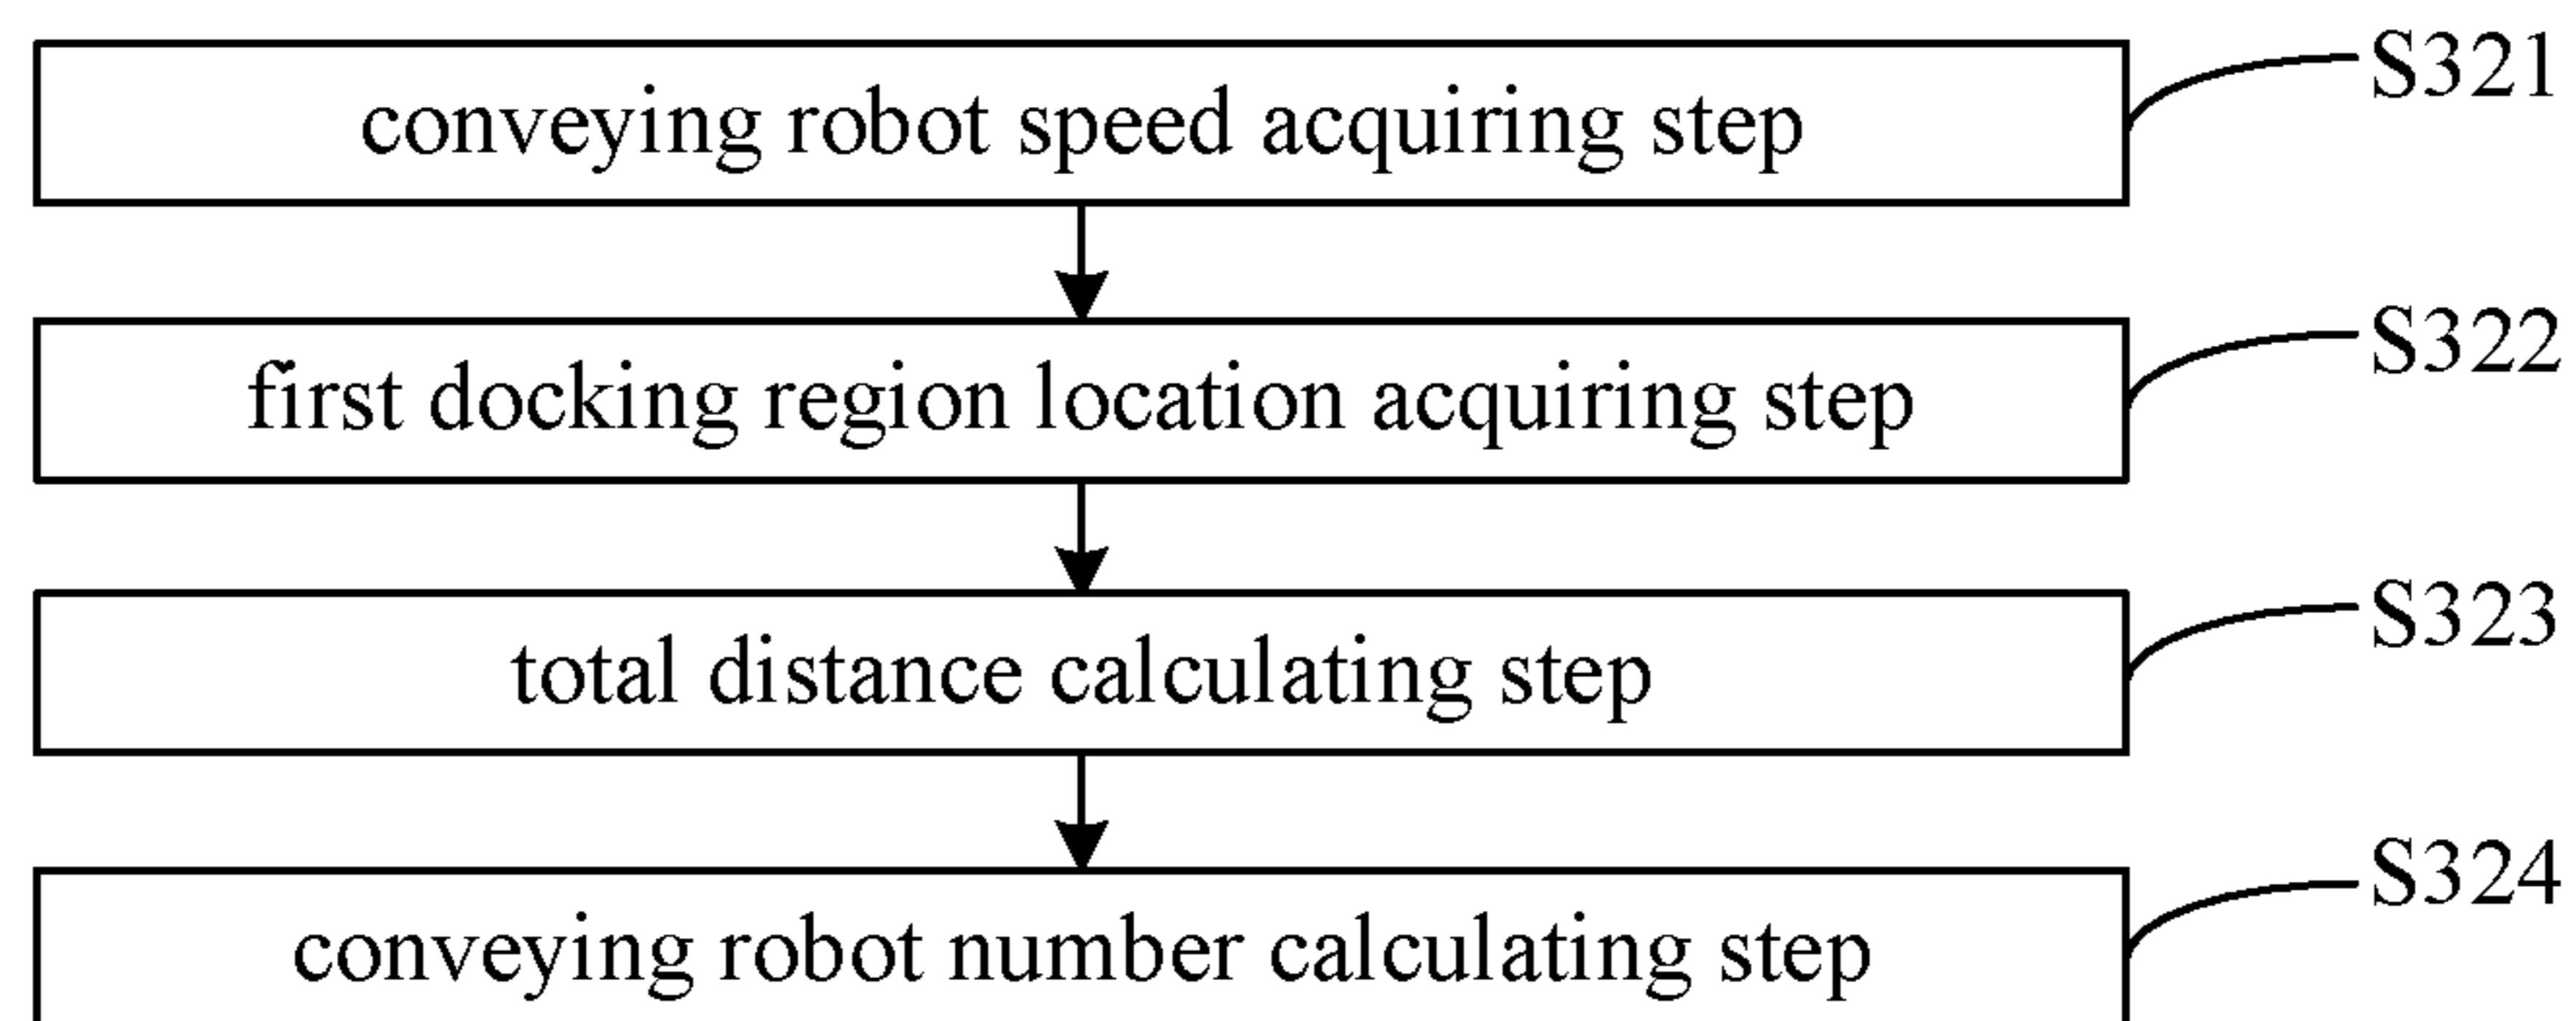 conveying robot speed acquiring step
S321
first docking region location acquiring step
S322
total distance calculating step
S323
conveying robot number calculating step
S324